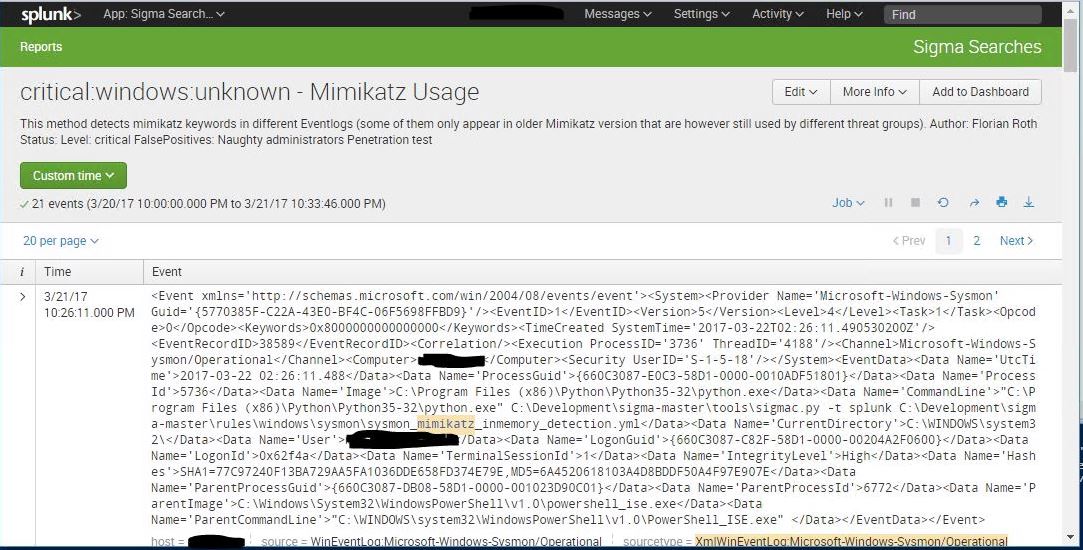 splunk> App: Sigma Search... Messages Settings Activity Help Find
Reports Sigma Searches
critical:windows:unknown - Mimikatz Usage Edit More Info Add to Dashboard
This method detects mimikatz keywords in different Eventlogs (some of them only appear in older Mimikatz version that are however still used by different threat groups). Author: Florian Roth
Status: Level: critical FalsePositives: Naughty administrators Penetration test
Custom time
✓ 21 events (3/20/17 10:00:00.000 PM to 3/21/17 10:33:46.000 PM) Job
20 per page < Prev 1 2 Next >
i Time Event
> 3/21/17 <Event xmlns='http://schemas.microsoft.com/win/2004/08/events/event'><System><Provider Name='Microsoft-Windows-Sysmon'
10:26:11.000 PM Guid='{5770385F-C22A-43E0-BF4C-06F5698FFBD9}'/><EventID>1</EventID><Version>5</Version><Level>4</Level><Task>1</Task><Opcod
e>0</Opcode><Keywords>0x8000000000000000</Keywords><TimeCreated SystemTime='2017-03-22T02:26:11.490530200Z'/>
<EventRecordID>38589</EventRecordID><Correlation/><Execution ProcessID='3736' ThreadID='4188'/><Channel>Microsoft-Windows-S
ysmon/Operational</Channel><Computer> </Computer><Security UserID='S-1-5-18'/></System><EventData><Data Name='UtcTi
me'>2017-03-22 02:26:11.488</Data><Data Name='ProcessGuid'>{660C3087-E0C3-58D1-0000-0010ADF51801}</Data><Data Name='Process
Id'>5736</Data><Data Name='Image'>C:\Program Files (x86)\Python\Python35-32\python.exe</Data><Data Name='CommandLine'>"C:\P
rogram Files (x86)\Python\Python35-32\python.exe" C:\Development\sigma-master\tools\sigmac.py -t splunk C:\Development\sigm
a-master\rules\windows\sysmon\sysmon_mimikatz_inmemory_detection.yml</Data><Data Name='CurrentDirectory'>C:\WINDOWS\system3
2\</Data><Data Name='User'> /Data><Data Name='LogonGuid'>{660C3087-C82F-58D1-0000-00204A2F0600}</Data><Data
Name='LogonId'>0x62f4a</Data><Data Name='TerminalSessionId'>1</Data><Data Name='IntegrityLevel'>High</Data><Data Name='Hash
es'>SHA1=77C97240F13BA729AA5FA1036DDE658FD374E79E,MD5=6A4520618103A4D8BDDF50A4F97E907E</Data><Data
Name='ParentProcessGuid'>{660C3087-DB08-58D1-0000-001023D90C01}</Data><Data Name='ParentProcessId'>6772</Data><Data Name='P
arentImage'>C:\Windows\System32\WindowsPowerShell\v1.0\powershell_ise.exe</Data><Data
Name='ParentCommandLine'>"C:\WINDOWS\system32\WindowsPowerShell\v1.0\PowerShell_ISE.exe" </Data></EventData></Event>
host = source = WinEventLog:Microsoft-Windows-Sysmon/Operational sourcetype = XmlWinEventLog:Microsoft-Windows-Sysmon/Operational